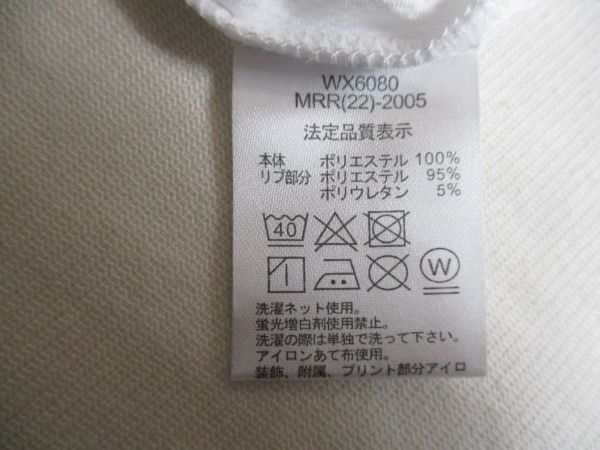 WX6080
MRR(22)-2005
法定品質表示
本体 ポリエステル 100%
リブ部分 ポリエステル 95%
ポリウレタン 5%
40
W
洗濯ネット使用。
蛍光増白剤使用禁止。
洗濯の際は単独で洗って下さい。
アイロンあて布使用。
装飾、附属、プリント部分アイロ